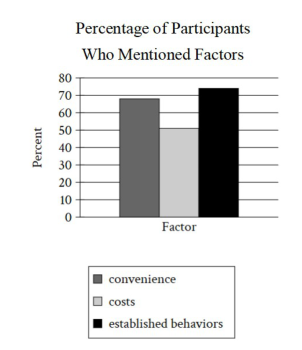 Percentage of Participants
Who Mentioned Factors
80
70
60
50
40
30
20
10
0
Percent
Factor
convenience
costs
established behaviors